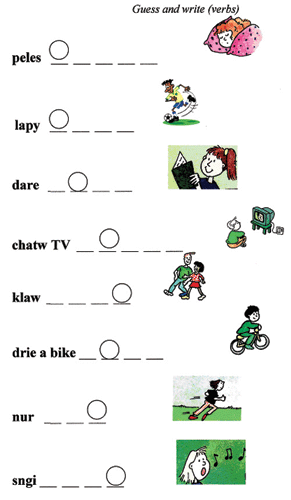 Guess and write (verbs)
peles _ _ _ _ _
lapy _ _ _ _
dare _ _ _ _
chatw TV _ _ _ _ _
klaw _ _ _ _
drie a bike _ _ _ _
nur _ _ _
sngi _ _ _ _